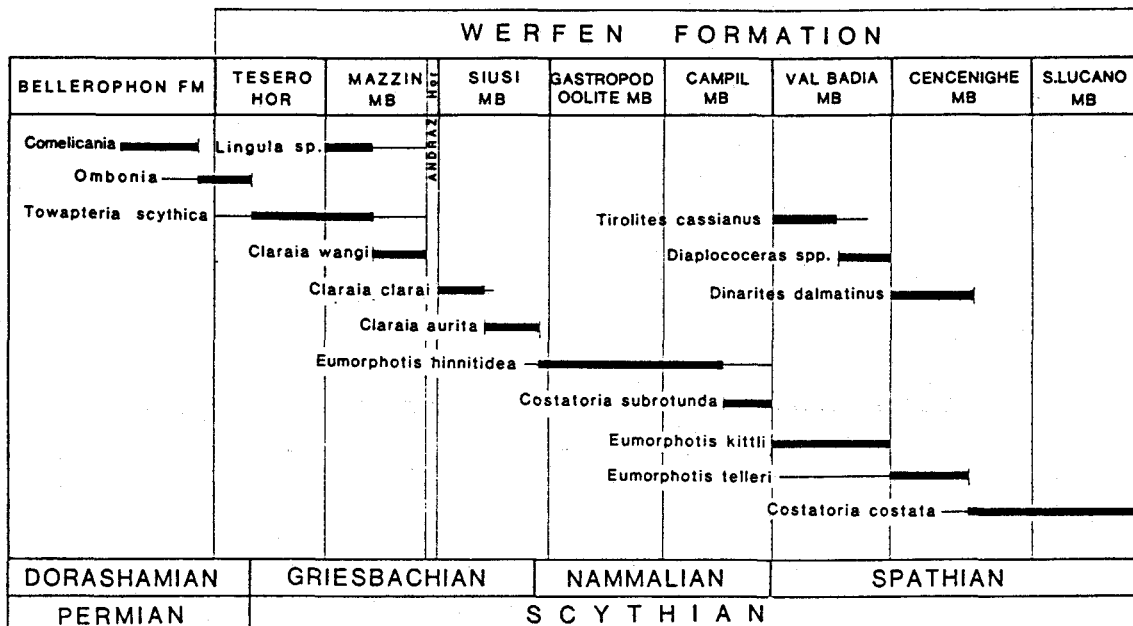 WERFEN FORMATION
BELLEROPHON FM
TESERO
HOR
MAZZIN
MB
ANDRAZ Hor
SIUSI
MB
GASTROPOD
OOLITE MB
CAMPIL
MB
VAL BADIA
MB
CENCENIGHE
MB
S.LUCANO
MB
Comelicania
Lingula sp.
Ombonia
Towapteria scythica
Tirolites cassianus
Claraia wangi
Diaplococeras spp.
Claraia clarai
Dinarites dalmatinus
Claraia aurita
Eumorphotis hinnitidea
Costatoria subrotunda
Eumorphotis kittli
Eumorphotis telleri
Costatoria costata
DORASHAMIAN
GRIESBACHIAN
NAMMALIAN
SPATHIAN
PERMIAN
SCYTHIAN